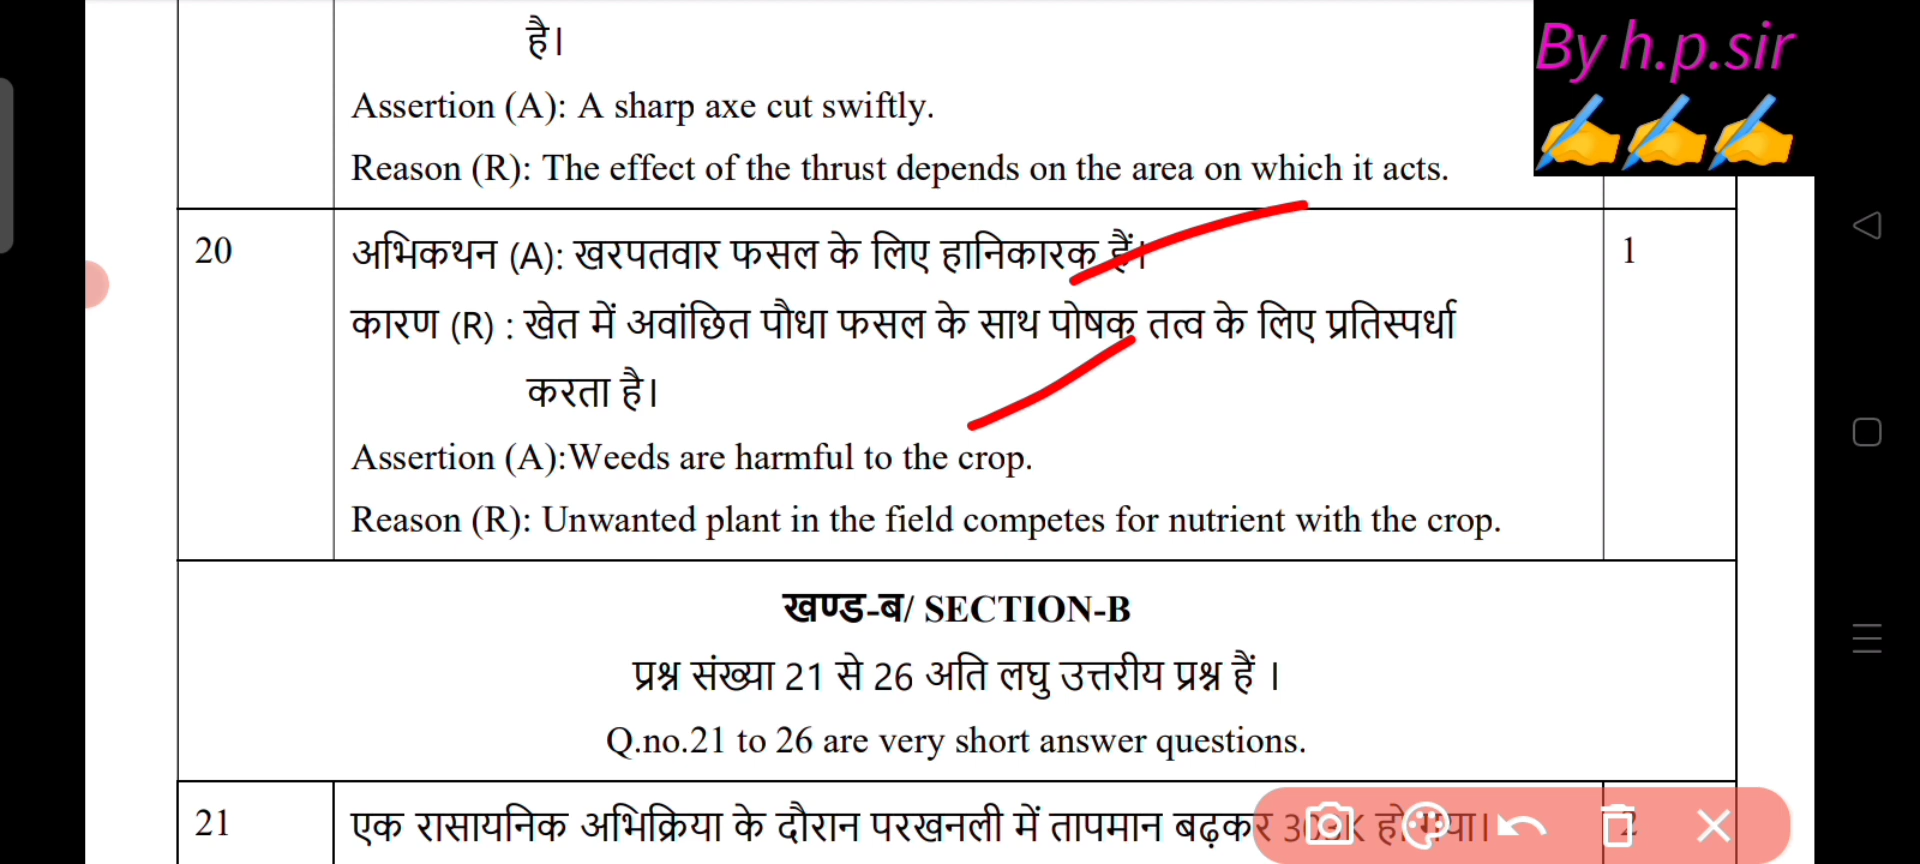 है।
By h.p.sir
Assertion (A): A sharp axe cut swiftly.
Reason (R): The effect of the thrust depends on the area on which it acts.
20
अभिकथन (A): खरपतवार फसल के लिए हानिकारक हैं।
1
कारण (R) : खेत में अवांछित पौधा फसल के साथ पोषक तत्व के लिए प्रतिस्पर्धा
करता है।
Assertion (A):Weeds are harmful to the crop.
Reason (R): Unwanted plant in the field competes for nutrient with the crop.
खण्ड-ब/ SECTION-B
प्रश्न संख्या 21 से 26 अति लघु उत्तरीय प्रश्न हैं ।
Q.no.21 to 26 are very short answer questions.
21
एक रासायनिक अभिक्रिया के दौरान परखनली में तापमान बढ़कर हो गया।
2